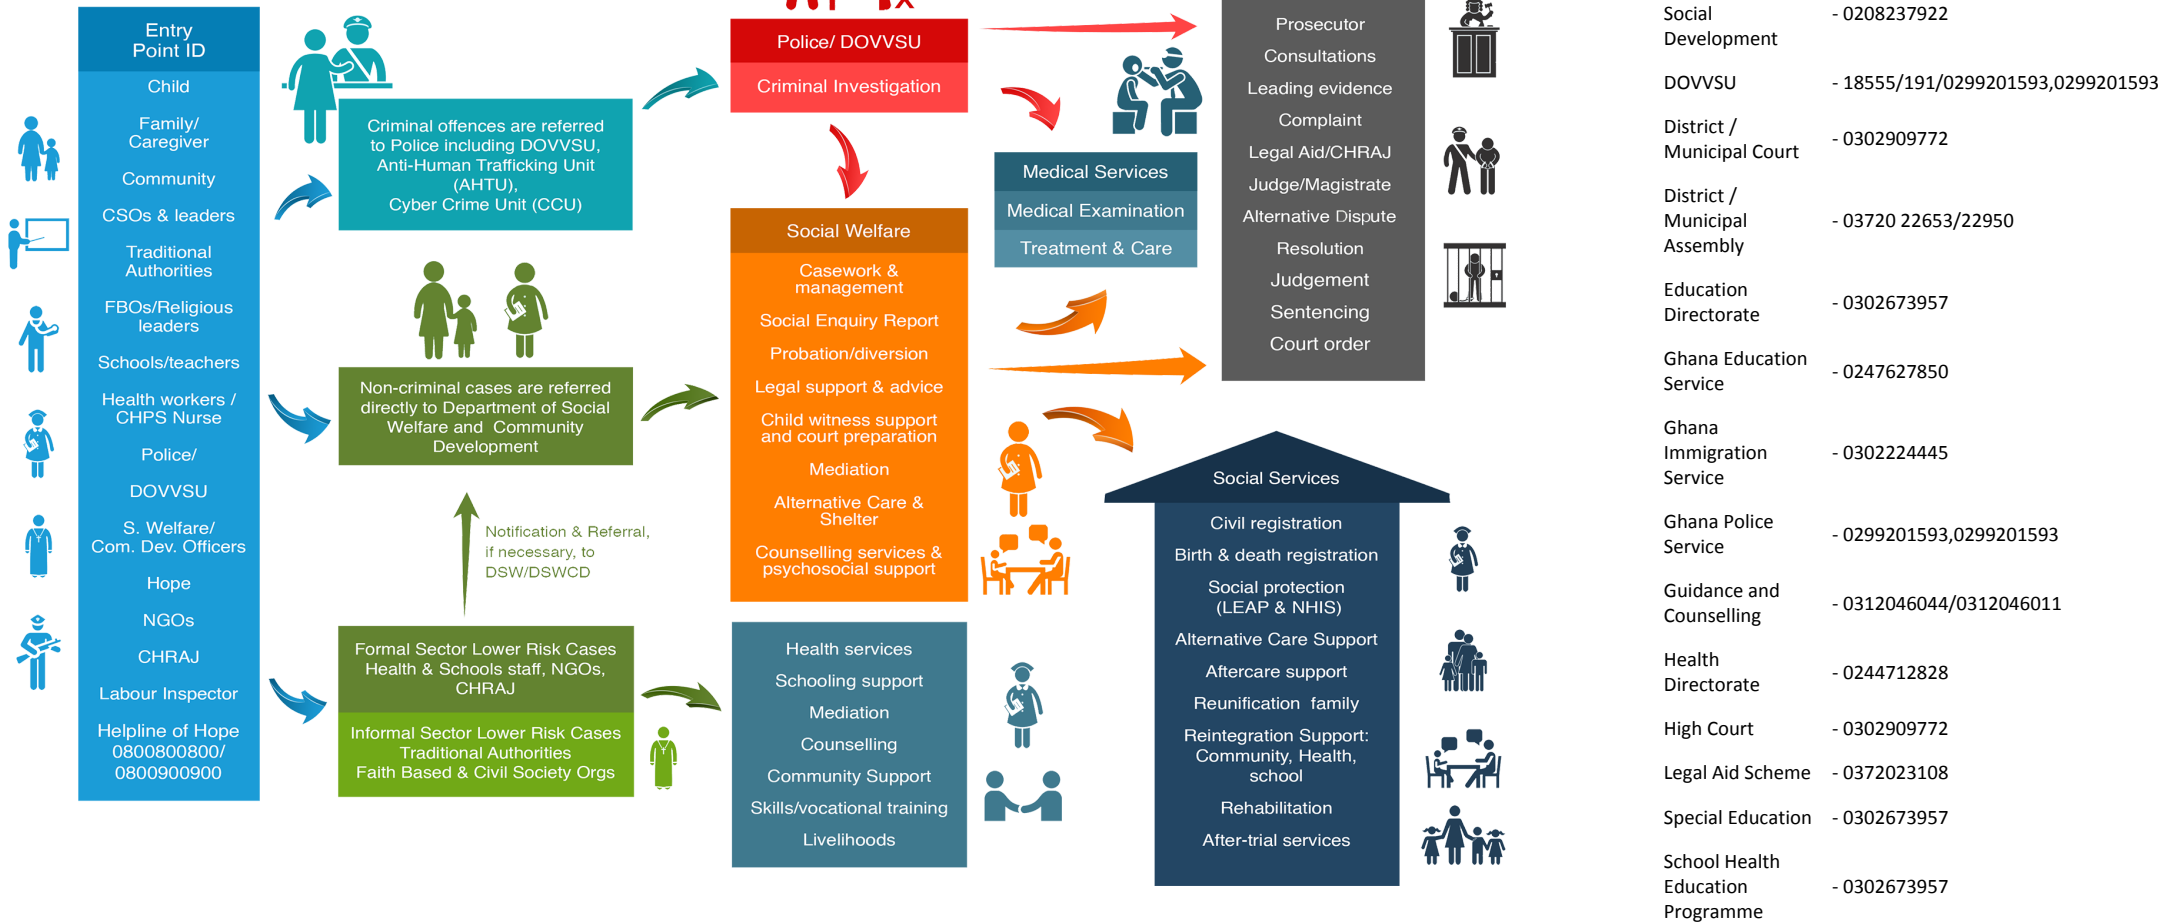 Entry
Point ID
Child
Family/
Caregiver
Community
CSOs & leaders
Traditional
Authorities
FBOs/Religious
leaders
Schools/teachers
Health workers /
CHPS Nurse
Police/
DOVVSU
S. Welfare/
Com. Dev. Officers
Hope
NGOs
CHRAJ
Labour Inspector
Helpline of Hope
0800800800/
0800900900
Criminal offences are referred
to Police including DOVVSU,
Anti-Human Trafficking Unit
(AHTU),
Cyber Crime Unit (CCU)
Non-criminal cases are referred
directly to Department of Social
Welfare and Community
Development
Notification & Referral,
if necessary, to
DSW/DSWCD
Formal Sector Lower Risk Cases
Health & Schools staff, NGOs,
CHRAJ
Informal Sector Lower Risk Cases
Traditional Authorities
Faith Based & Civil Society Orgs
Police/ DOVVSU
Criminal Investigation
Social Welfare
Casework &
management
Social Enquiry Report
Probation/diversion
Legal support & advice
Child witness support
and court preparation
Mediation
Alternative Care &
Shelter
Counselling services &
psychosocial support
Health services
Schooling support
Mediation
Counselling
Community Support
Skills/vocational training
Livelihoods
Medical Services
Medical Examination
Treatment & Care
Prosecutor
Consultations
Leading evidence
Complaint
Legal Aid/CHRAJ
Judge/Magistrate
Alternative Dispute
Resolution
Judgement
Sentencing
Court order
Social Services
Civil registration
Birth & death registration
Social protection
(LEAP & NHIS)
Alternative Care Support
Aftercare support
Reunification family
Reintegration Support:
Community, Health,
school
Rehabilitation
After-trial services
Social
Development - 0208237922
DOVVSU - 18555/191/0299201593,0299201593
District /
Municipal Court - 0302909772
District /
Municipal - 03720 22653/22950
Assembly
Education
Directorate - 0302673957
Ghana Education
Service - 0247627850
Ghana
Immigration - 0302224445
Service
Ghana Police
Service - 0299201593,0299201593
Guidance and
Counselling - 0312046044/0312046011
Health
Directorate - 0244712828
High Court - 0302909772
Legal Aid Scheme - 0372023108
Special Education - 0302673957
School Health
Education - 0302673957
Programme